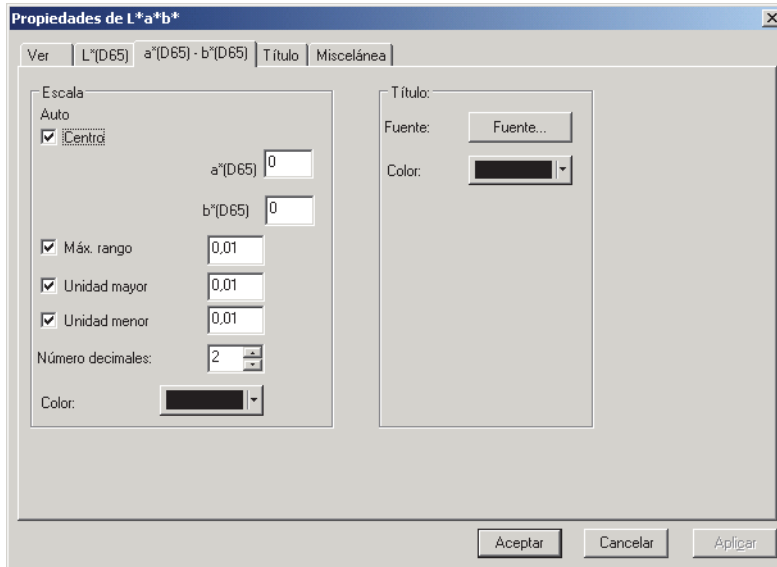 Propiedades de L*a*b*
Ver L*(D65) a*(D65) - b*(D65) Título Miscelánea
Escala
Auto
Centro
a*(D65) 0
b*(D65) 0
Máx. rango 0,01
Unidad mayor 0,01
Unidad menor 0,01
Número decimales: 2
Color:
Título:
Fuente: Fuente...
Color:
Aceptar Cancelar Aplicar